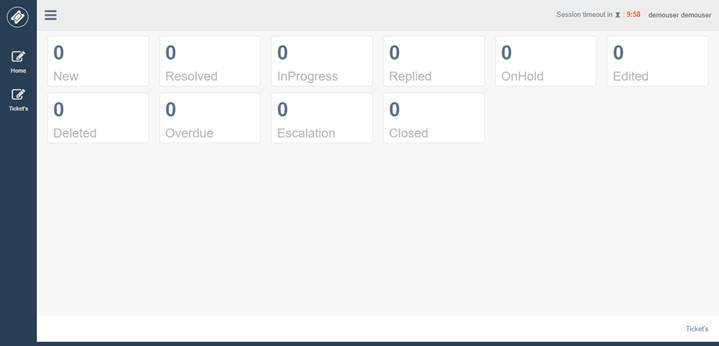 Session timeout in : 9:58 demouser demouser
Home
Ticket's
0 0 0 0 0 0
New Resolved InProgress Replied OnHold Edited
0 0 0 0
Deleted Overdue Escalation Closed
Ticket's